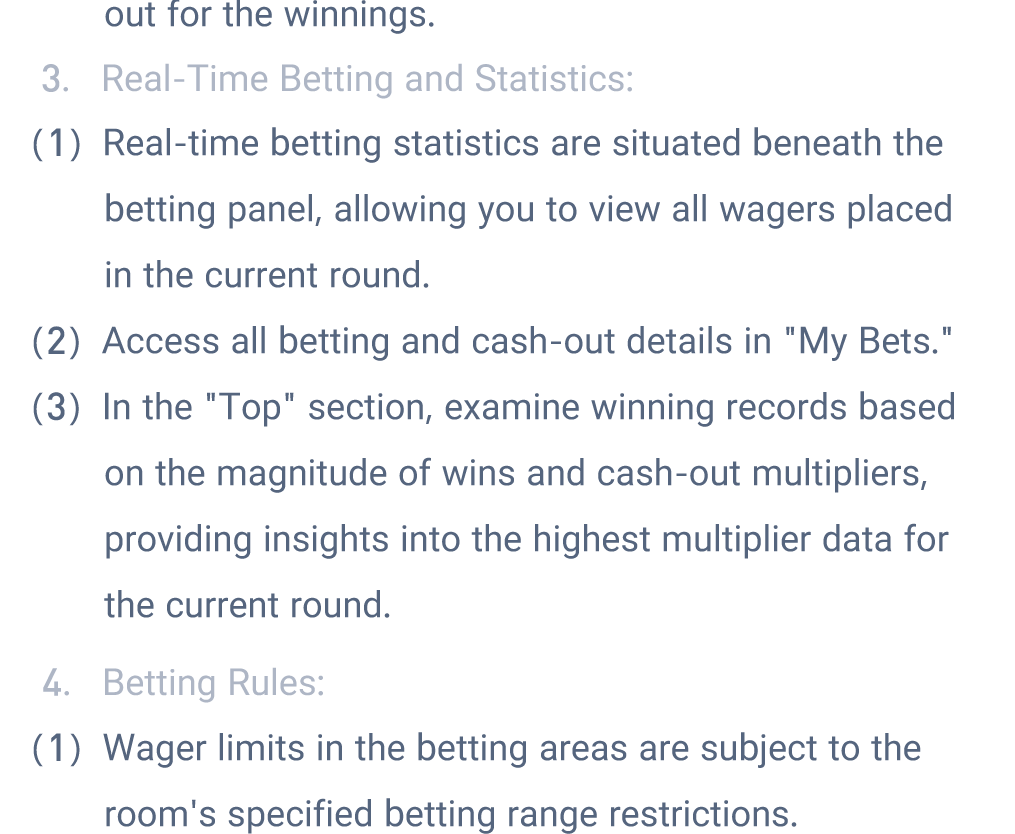 out for the winnings.
3. Real-Time Betting and Statistics:
(1) Real-time betting statistics are situated beneath the
betting panel, allowing you to view all wagers placed
in the current round.
(2) Access all betting and cash-out details in "My Bets."
(3) In the "Top" section, examine winning records based
on the magnitude of wins and cash-out multipliers,
providing insights into the highest multiplier data for
the current round.
4. Betting Rules:
(1) Wager limits in the betting areas are subject to the
room's specified betting range restrictions.